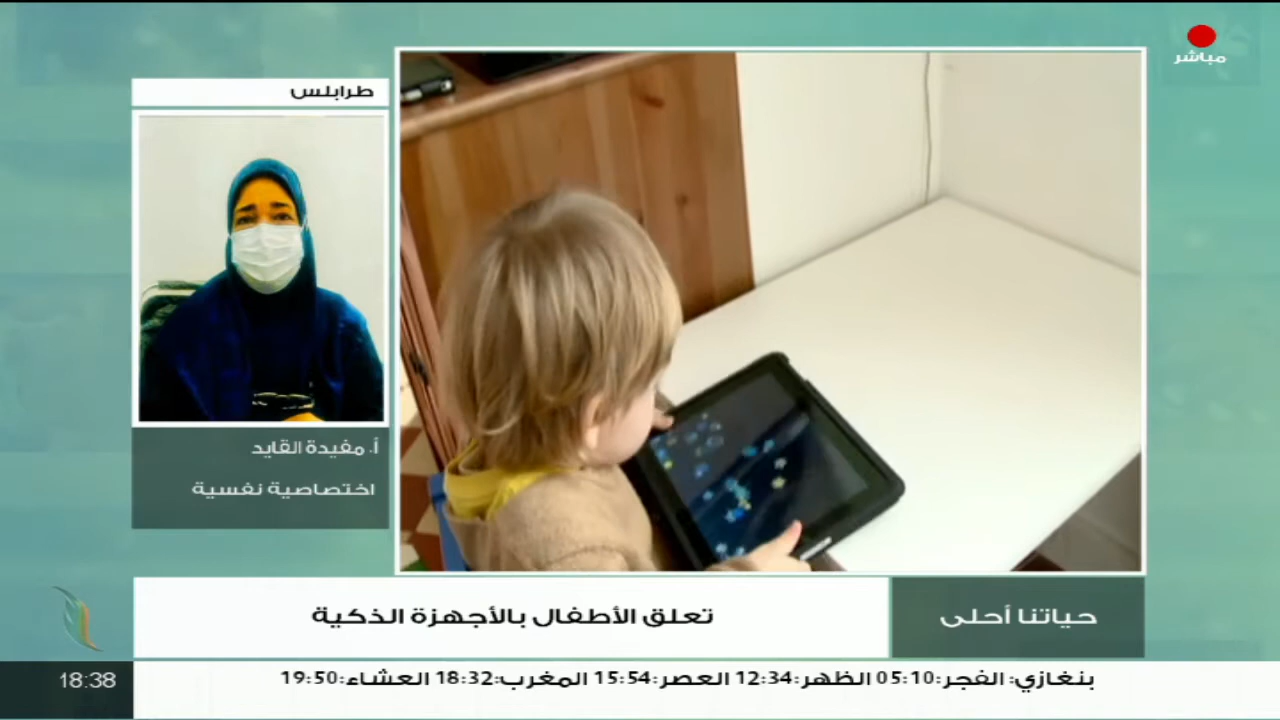 مباشر
طرابلس
أ. مفيدة القايد
اختصاصية نفسية
حياتنا أحلى
تعلق الأطفال بالأجهزة الذكية
بنغازي: الفجر:05:10 الظهر:12:34 العصر:15:54 المغرب:18:32 العشاء:19:50
18:38